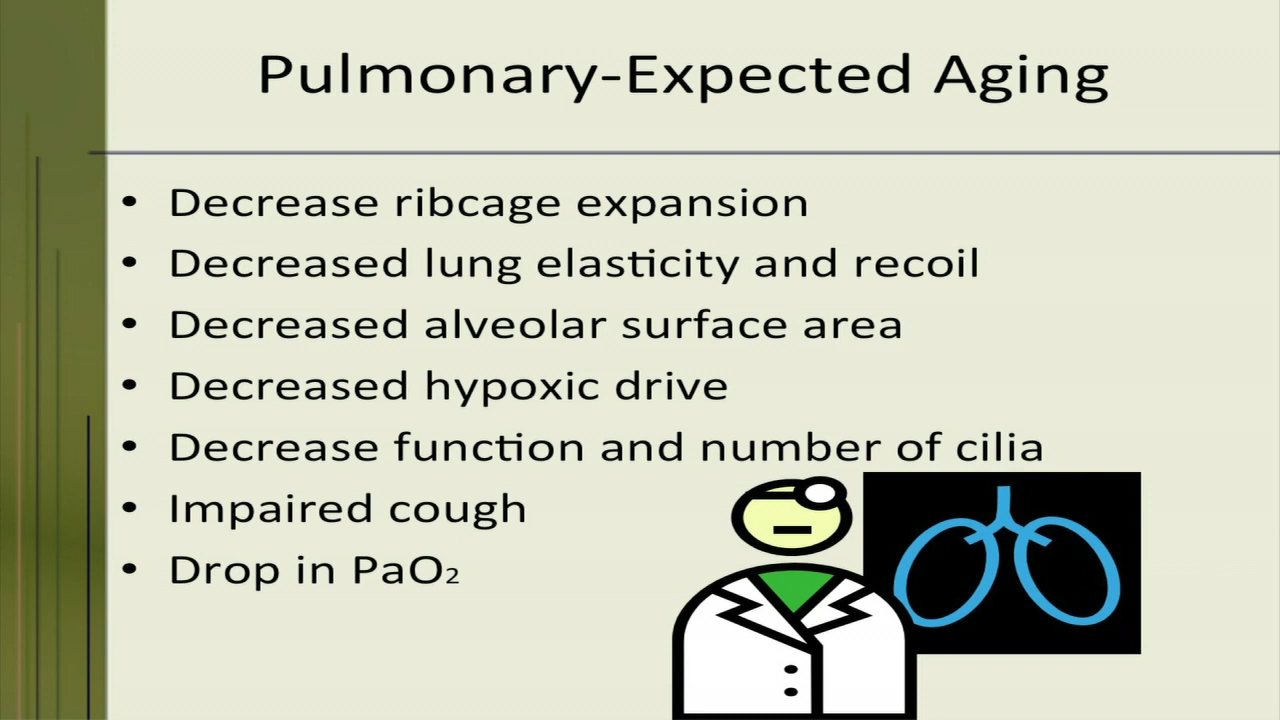 Pulmonary-Expected Aging
• Decrease ribcage expansion
• Decreased lung elasticity and recoil
• Decreased alveolar surface area
• Decreased hypoxic drive
• Decrease function and number of cilia
• Impaired cough
• Drop in PaO₂